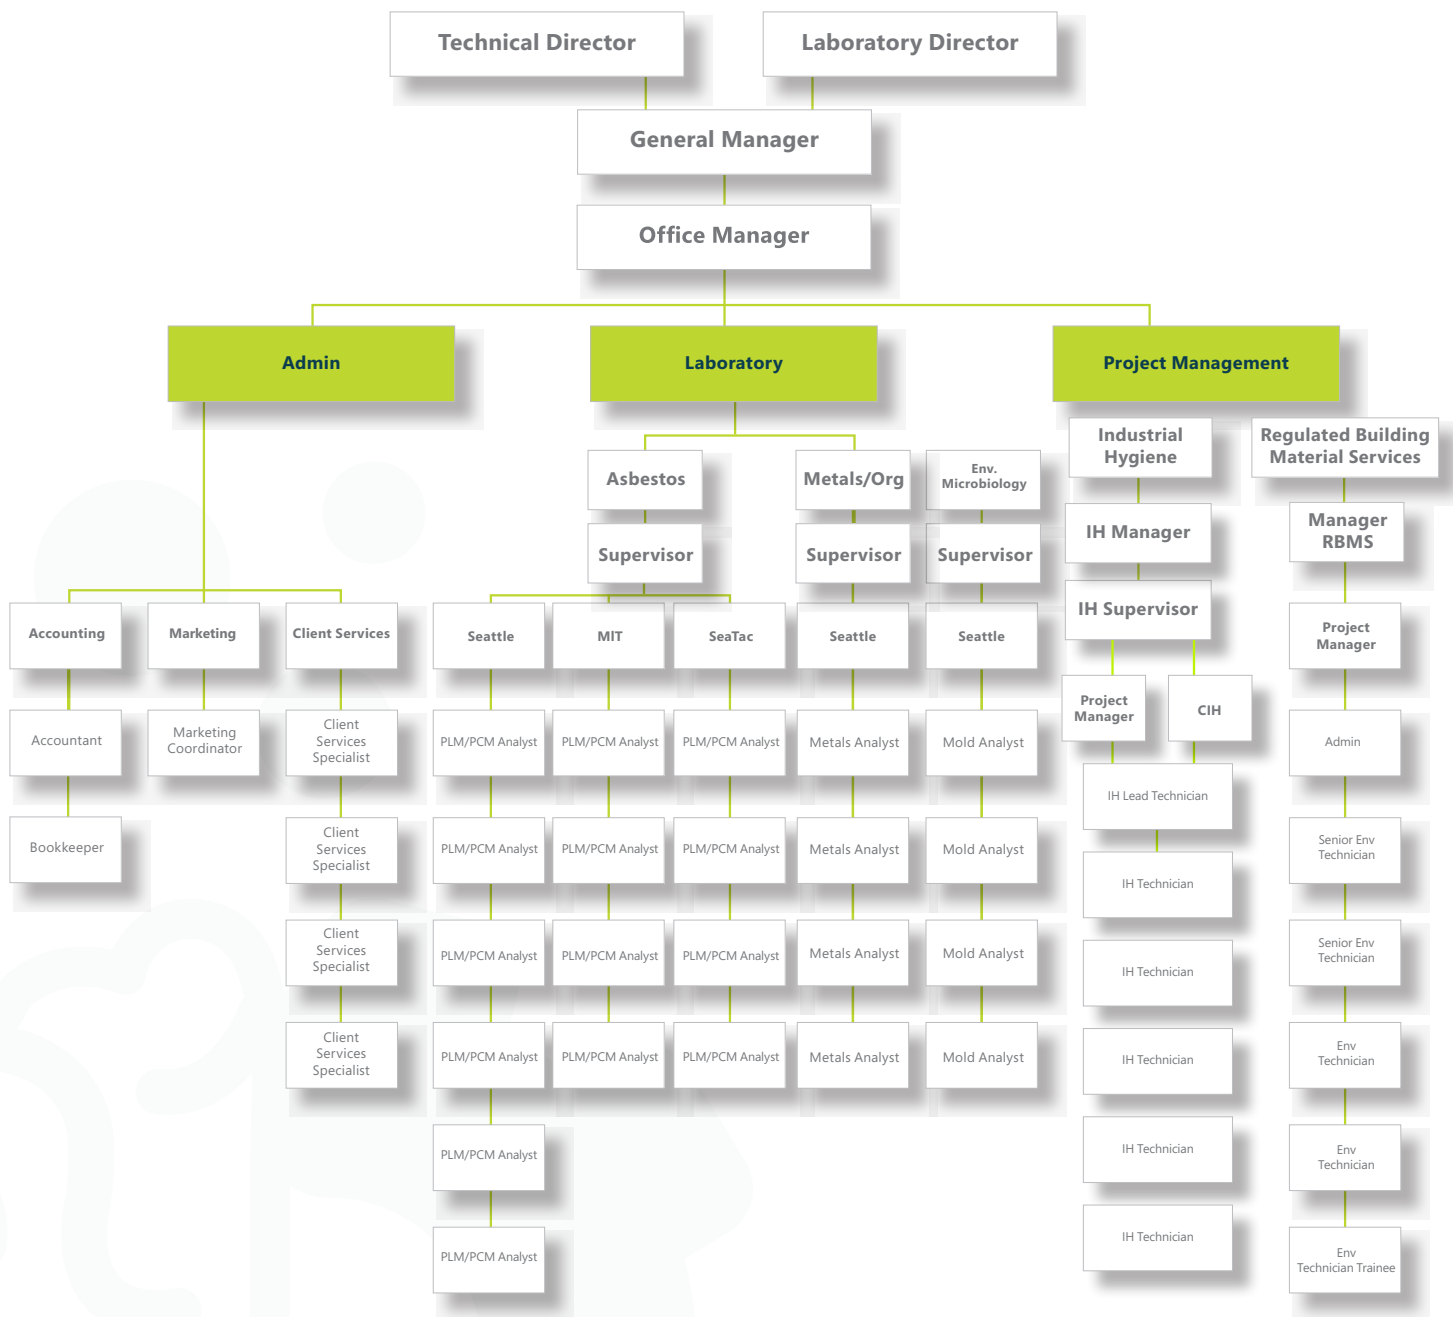 Technical Director
Laboratory Director
General Manager
Office Manager
Admin
Laboratory
Project Management
Industrial
Hygiene
Regulated Building
Material Services
Asbestos
Metals/Org
Env.
Microbiology
IH Manager
Manager
RBMS
Supervisor
Supervisor
Supervisor
IH Supervisor
Accounting
Marketing
Client Services
Seattle
MIT
SeaTac
Seattle
Seattle
Project
Manager
Project
Manager
CIH
Accountant
Marketing
Coordinator
Client
Services
Specialist
PLM/PCM Analyst
PLM/PCM Analyst
PLM/PCM Analyst
Metals Analyst
Mold Analyst
Admin
IH Lead Technician
Bookkeeper
Client
Services
Specialist
PLM/PCM Analyst
PLM/PCM Analyst
PLM/PCM Analyst
Metals Analyst
Mold Analyst
Senior Env
Technician
IH Technician
Client
Services
Specialist
PLM/PCM Analyst
PLM/PCM Analyst
PLM/PCM Analyst
Metals Analyst
Mold Analyst
Senior Env
Technician
IH Technician
Client
Services
Specialist
PLM/PCM Analyst
PLM/PCM Analyst
PLM/PCM Analyst
Metals Analyst
Mold Analyst
IH Technician
Env
Technician
PLM/PCM Analyst
IH Technician
Env
Technician
PLM/PCM Analyst
IH Technician
Env
Technician Trainee